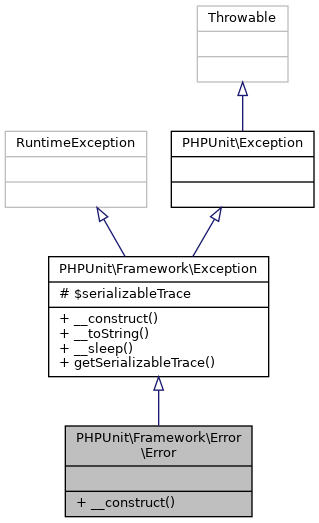 Throwable
RuntimeException
PHPUnit\Exception
PHPUnit\Framework\Exception
# $serializableTrace
+ __construct()
+ __toString()
+ __sleep()
+ getSerializableTrace()
PHPUnit\Framework\Error
\Error
+ __construct()